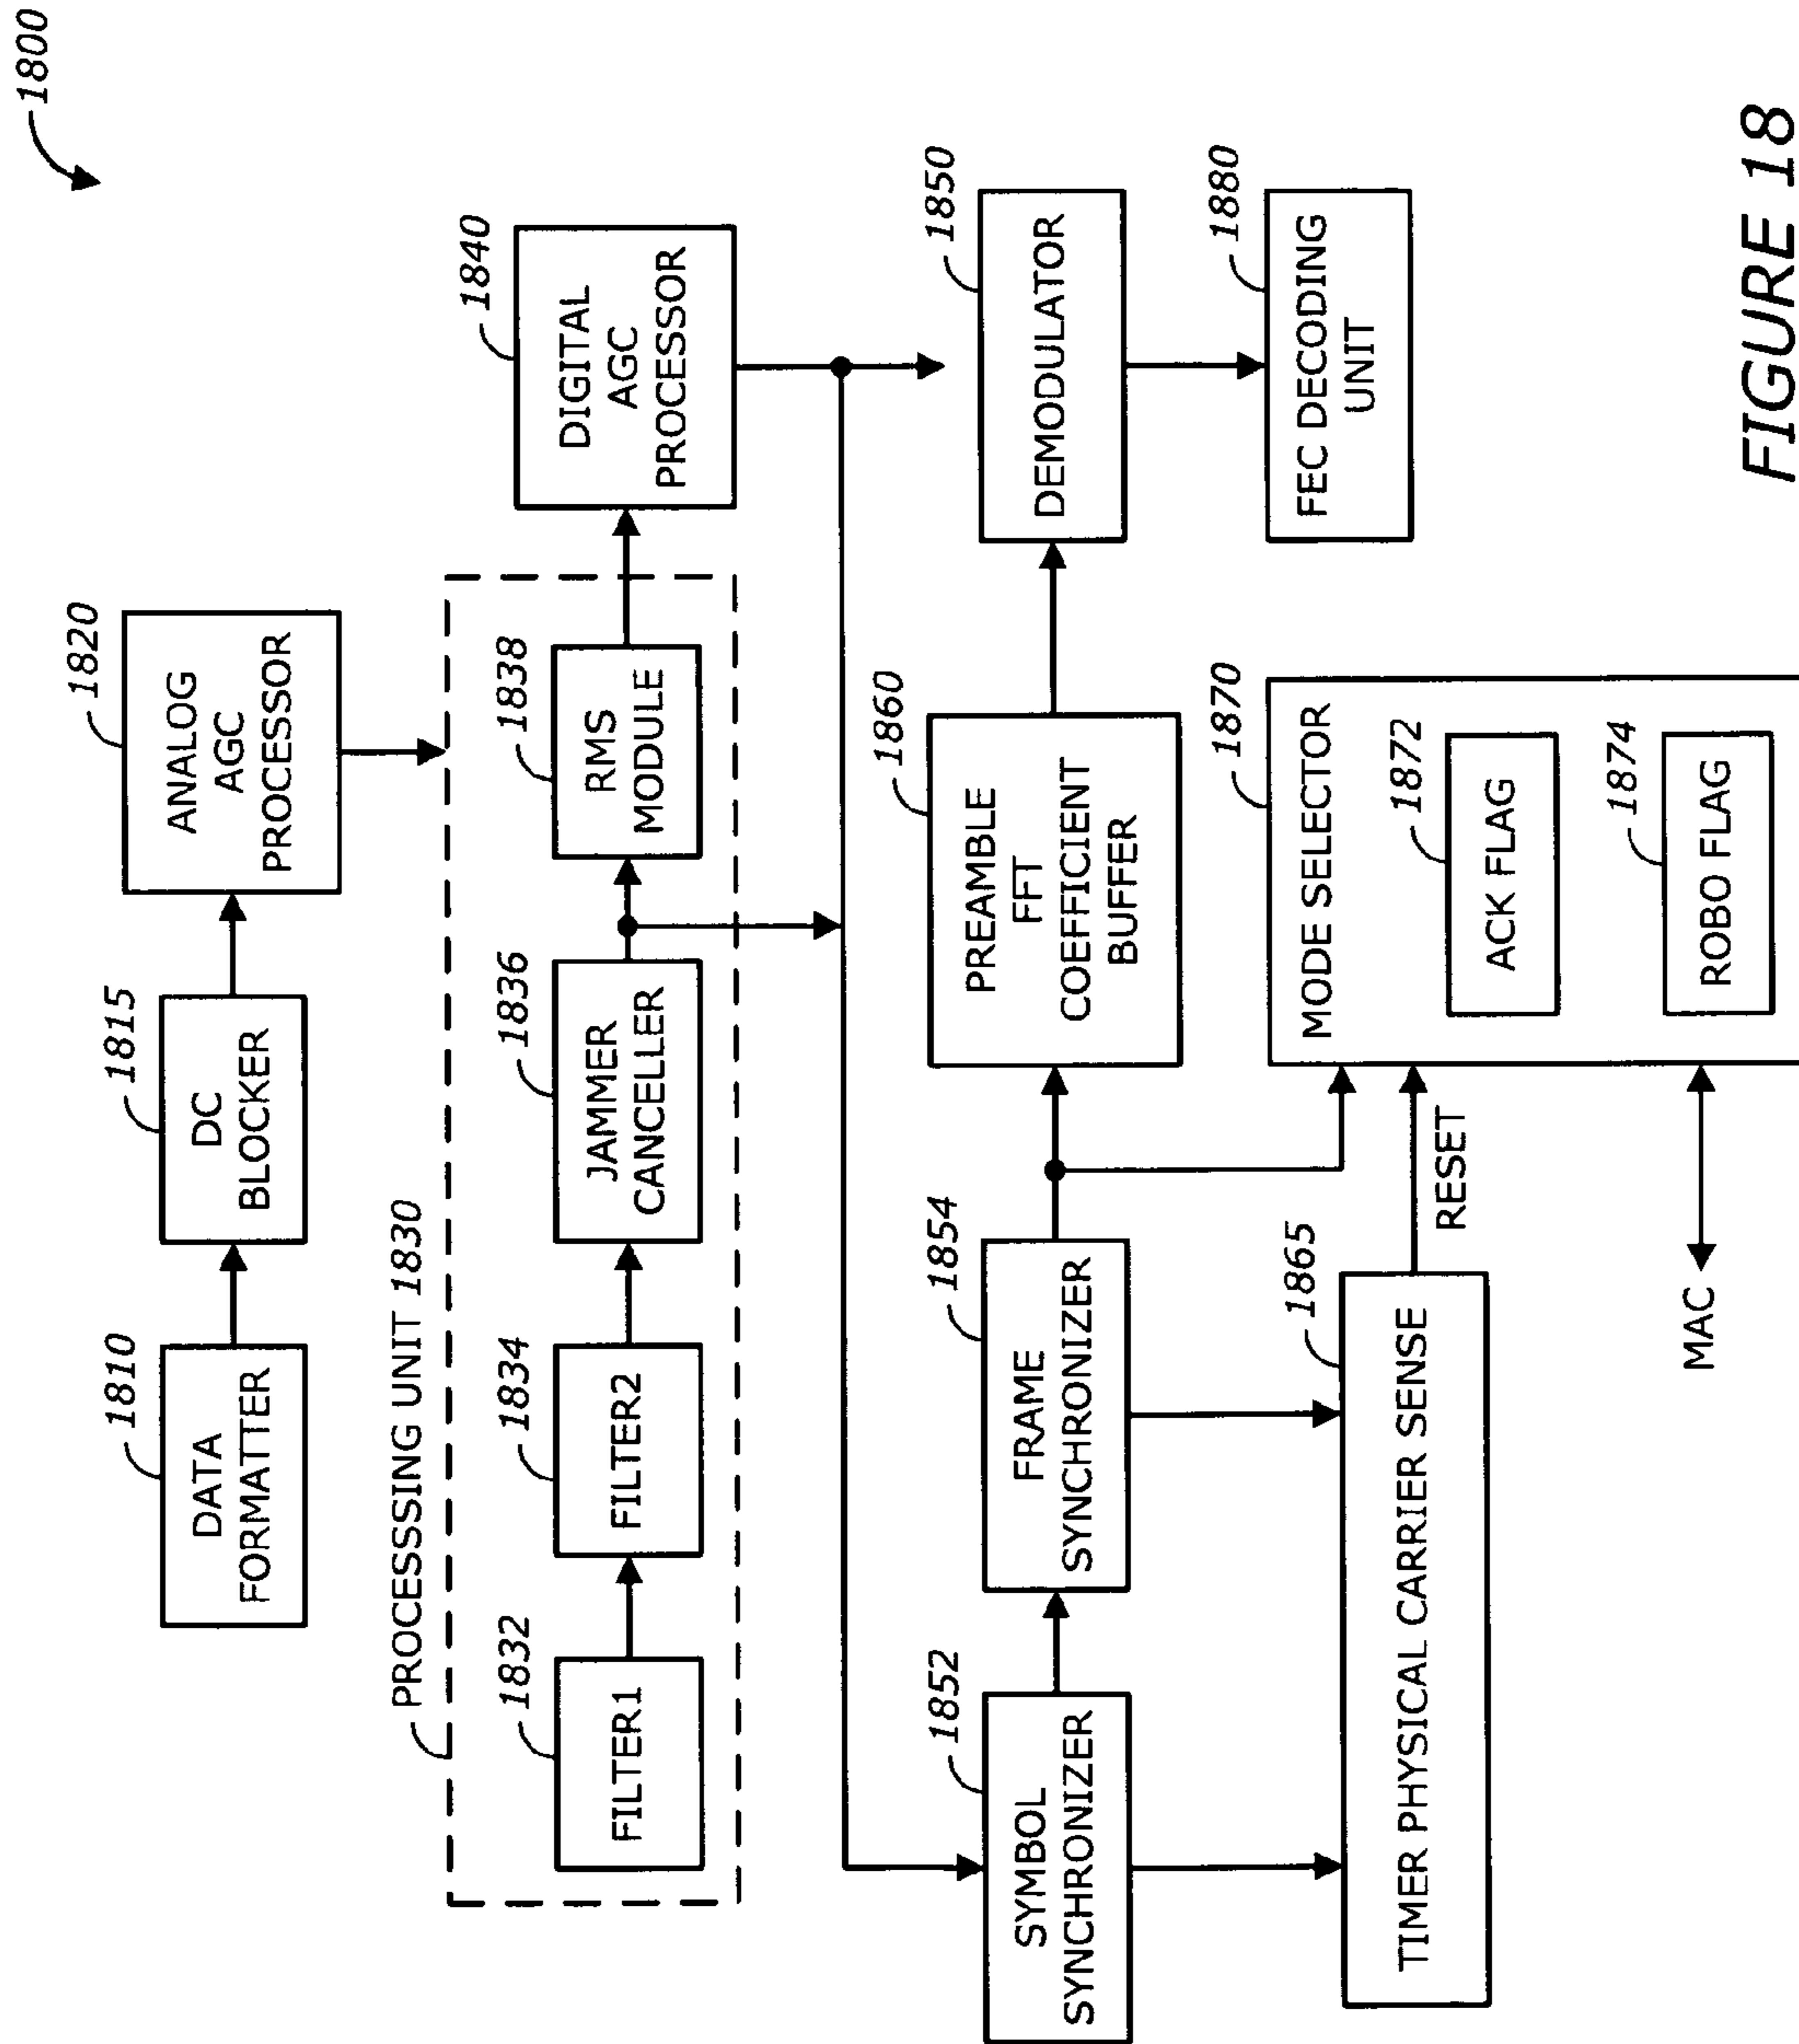 1800
1810
DATA
FORMATTER
1815
DC
BLOCKER
1820
ANALOG
AGC
PROCESSOR
PROCESSSING UNIT 1830
1832
FILTER1
1834
FILTER2
1836
JAMMER
CANCELLER
1838
RMS
MODULE
1840
DIGITAL
AGC
PROCESSOR
1852
SYMBOL
SYNCHRONIZER
1854
FRAME
SYNCHRONIZER
1860
PREAMBLE
FFT
COEFFICIENT
BUFFER
1850
DEMODULATOR
1865
TIMER PHYSICAL CARRIER SENSE
RESET
MAC
1870
MODE SELECTOR
1872
ACK FLAG
1874
ROBO FLAG
1880
FEC DECODING
UNIT
FIGURE 18